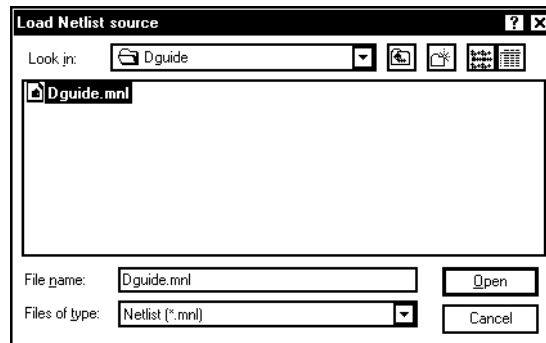 Load Netlist source
Look in: Dguide
Dguide.mnl
File name: Dguide.mnl
Open
Files of type: Netlist (*.mnl)
Cancel